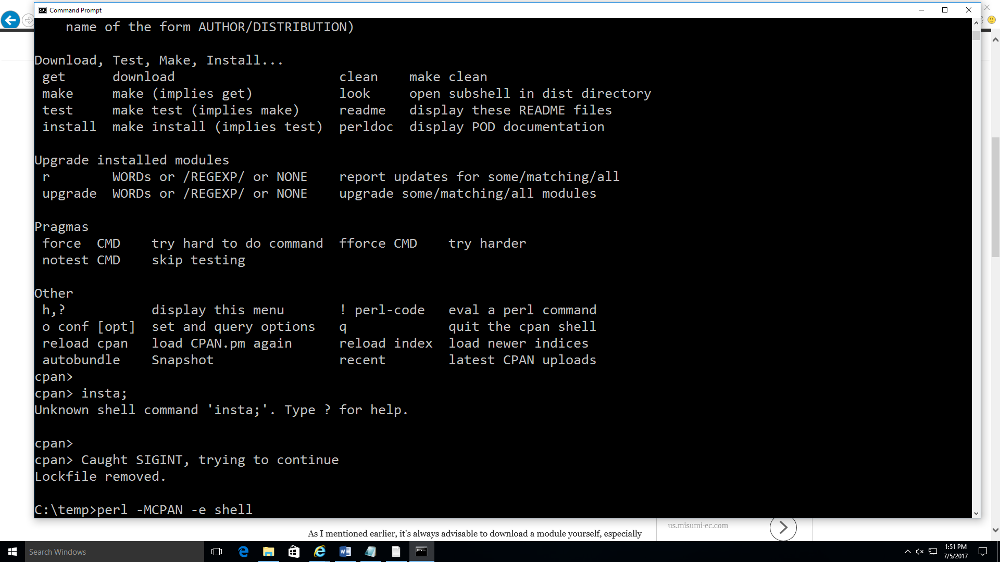 Command Prompt
name of the form AUTHOR/DISTRIBUTION)
Download, Test, Make, Install...
get download clean make clean
make make (implies get) look open subshell in dist directory
test make test (implies make) readme display these README files
install make install (implies test) perldoc display POD documentation
Upgrade installed modules
r WORDs or /REGEXP/ or NONE report updates for some/matching/all
upgrade WORDs or /REGEXP/ or NONE upgrade some/matching/all modules
Pragmas
force CMD try hard to do command fforce CMD try harder
notest CMD skip testing
Other
h,? display this menu ! perl-code eval a perl command
o conf [opt] set and query options q quit the cpan shell
reload cpan load CPAN.pm again reload index load newer indices
autobundle Snapshot recent latest CPAN uploads
cpan>
cpan> insta;
Unknown shell command 'insta;'. Type ? for help.
cpan>
cpan> Caught SIGINT, trying to continue
Lockfile removed.
C:\temp>perl -MCPAN -e shell
us.misumi-ec.com
As I mentioned earlier, it's always advisable to download a module yourself, especially
Search Windows
1:51 PM
7/5/2017